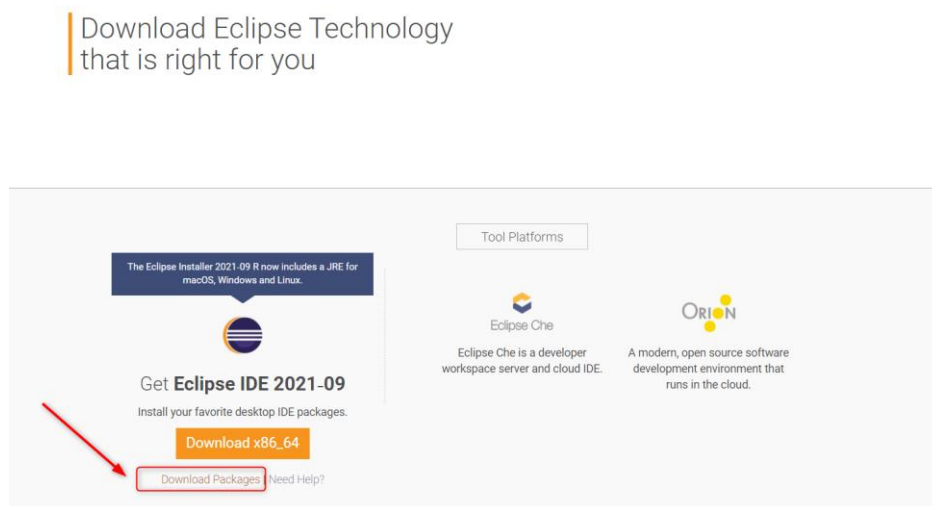 Download Eclipse Technology
that is right for you
Tool Platforms
The Eclipse Installer 2021-09 R now includes a JRE for
macOS, Windows and Linux.
Get Eclipse IDE 2021-09
Install your favorite desktop IDE packages.
Download x86_64
Download Packages | Need Help?
Eclipse Che
Eclipse Che is a developer
workspace server and cloud IDE.
ORION
A modern, open source software
development environment that
runs in the cloud.